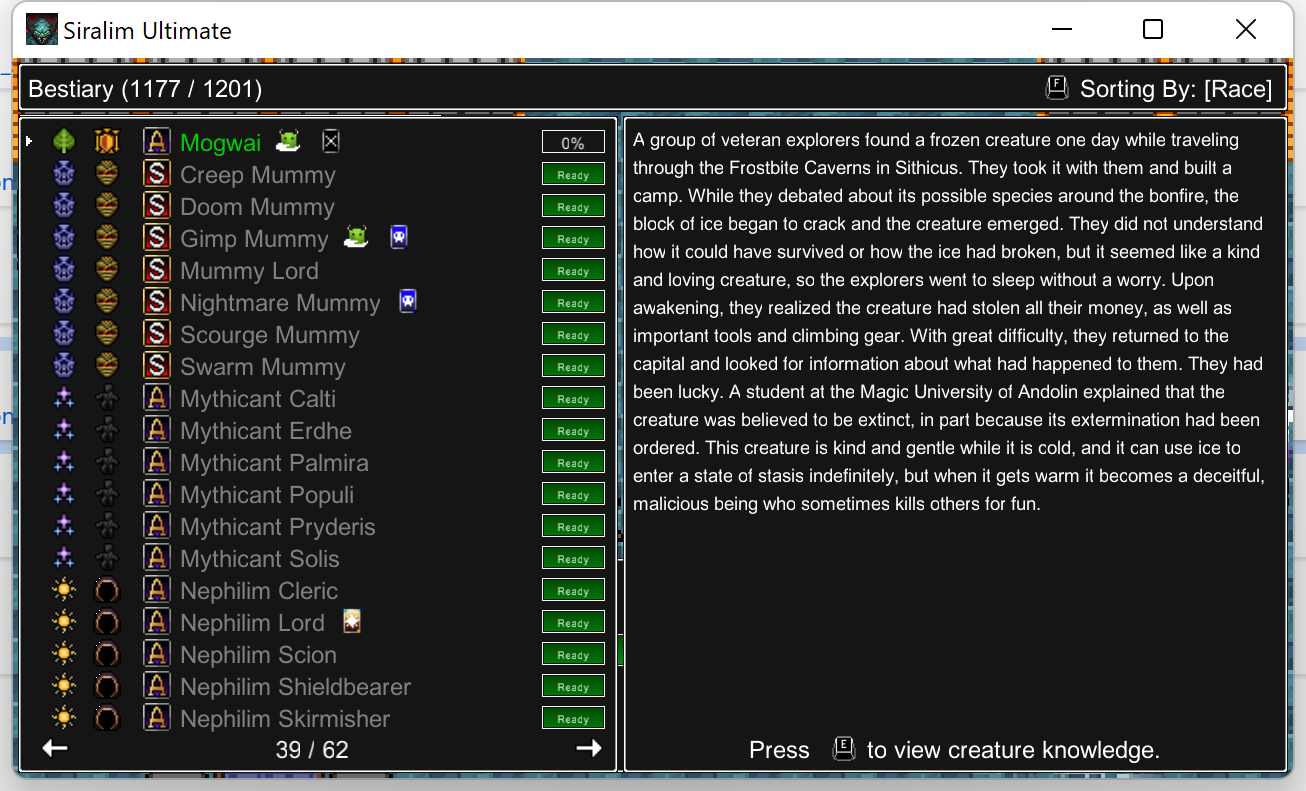 Siralim Ultimate
Bestiary (1177 / 1201)
F Sorting By: [Race]
A Mogwai 0%
S Creep Mummy Ready
S Doom Mummy Ready
S Gimp Mummy Ready
S Mummy Lord Ready
S Nightmare Mummy Ready
S Scourge Mummy Ready
S Swarm Mummy Ready
A Mythicant Calti Ready
A Mythicant Erdhe Ready
A Mythicant Palmira Ready
A Mythicant Populi Ready
A Mythicant Pryderis Ready
A Mythicant Solis Ready
A Nephilim Cleric Ready
A Nephilim Lord Ready
A Nephilim Scion Ready
A Nephilim Shieldbearer Ready
A Nephilim Skirmisher Ready
39 / 62
A group of veteran explorers found a frozen creature one day while traveling
through the Frostbite Caverns in Sithicus. They took it with them and built a
camp. While they debated about its possible species around the bonfire, the
block of ice began to crack and the creature emerged. They did not understand
how it could have survived or how the ice had broken, but it seemed like a kind
and loving creature, so the explorers went to sleep without a worry. Upon
awakening, they realized the creature had stolen all their money, as well as
important tools and climbing gear. With great difficulty, they returned to the
capital and looked for information about what had happened to them. They had
been lucky. A student at the Magic University of Andolin explained that the
creature was believed to be extinct, in part because its extermination had been
ordered. This creature is kind and gentle while it is cold, and it can use ice to
enter a state of stasis indefinitely, but when it gets warm it becomes a deceitful,
malicious being who sometimes kills others for fun.
Press E to view creature knowledge.